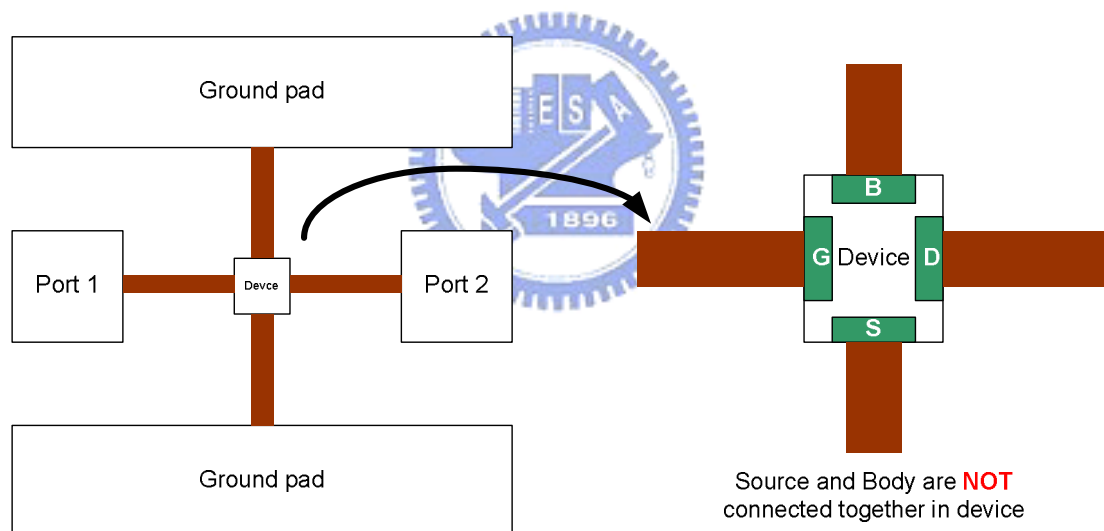 Ground pad
E S A
1896
Port 1
Devce
Port 2
Ground pad
B
G
Device
D
S
Source and Body are NOT
connected together in device